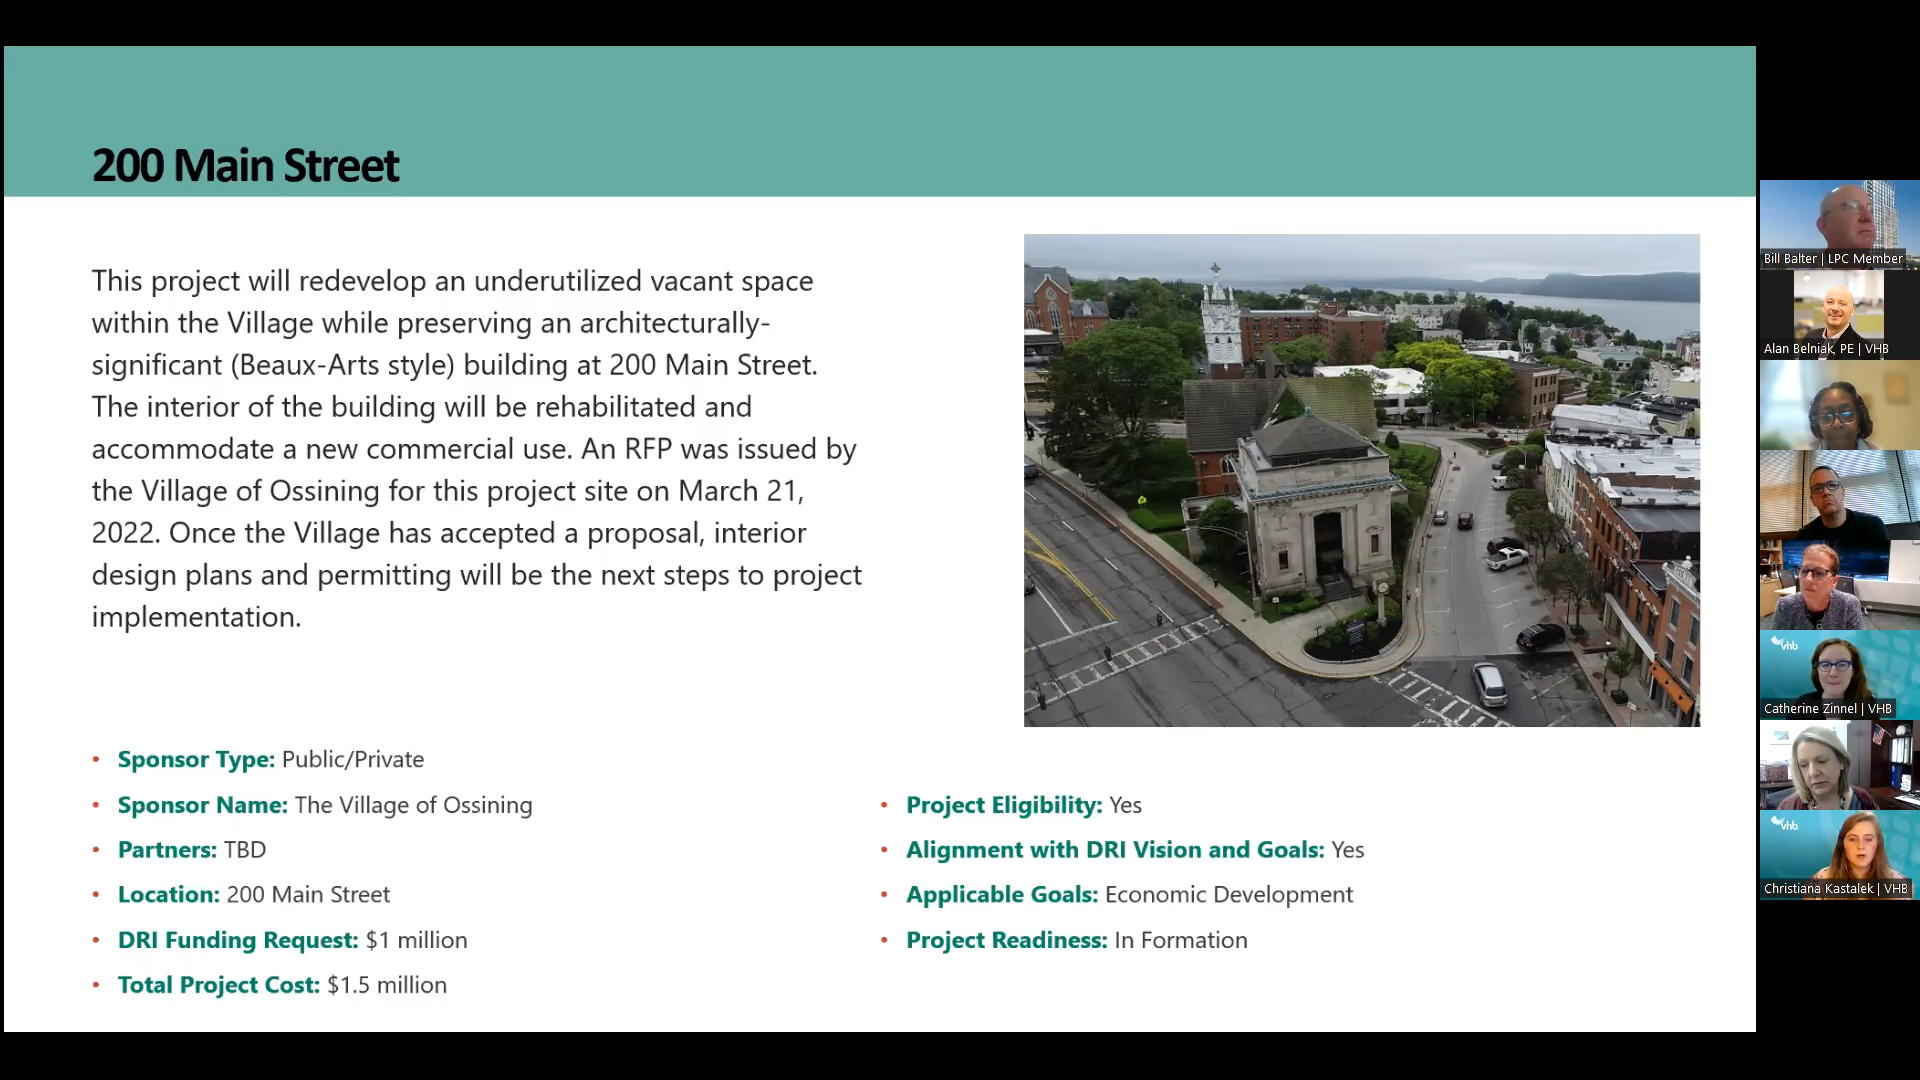 200 Main Street
This project will redevelop an underutilized vacant space
within the Village while preserving an architecturally-
significant (Beaux-Arts style) building at 200 Main Street.
The interior of the building will be rehabilitated and
accommodate a new commercial use. An RFP was issued by
the Village of Ossining for this project site on March 21,
2022. Once the Village has accepted a proposal, interior
design plans and permitting will be the next steps to project
implementation.
• Sponsor Type: Public/Private
• Sponsor Name: The Village of Ossining
• Partners: TBD
• Location: 200 Main Street
• DRI Funding Request: $1 million
• Total Project Cost: $1.5 million
• Project Eligibility: Yes
• Alignment with DRI Vision and Goals: Yes
• Applicable Goals: Economic Development
• Project Readiness: In Formation
Bill Balter | LPC Member
Alan Belniak, PE | VHB
vhb
Catherine Zinnel | VHB
vhb
Christiana Kastalek | VHB